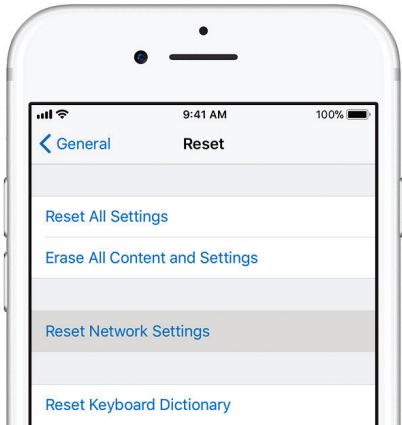 9:41 AM
100%
General
Reset
Reset All Settings
Erase All Content and Settings
Reset Network Settings
Reset Keyboard Dictionary